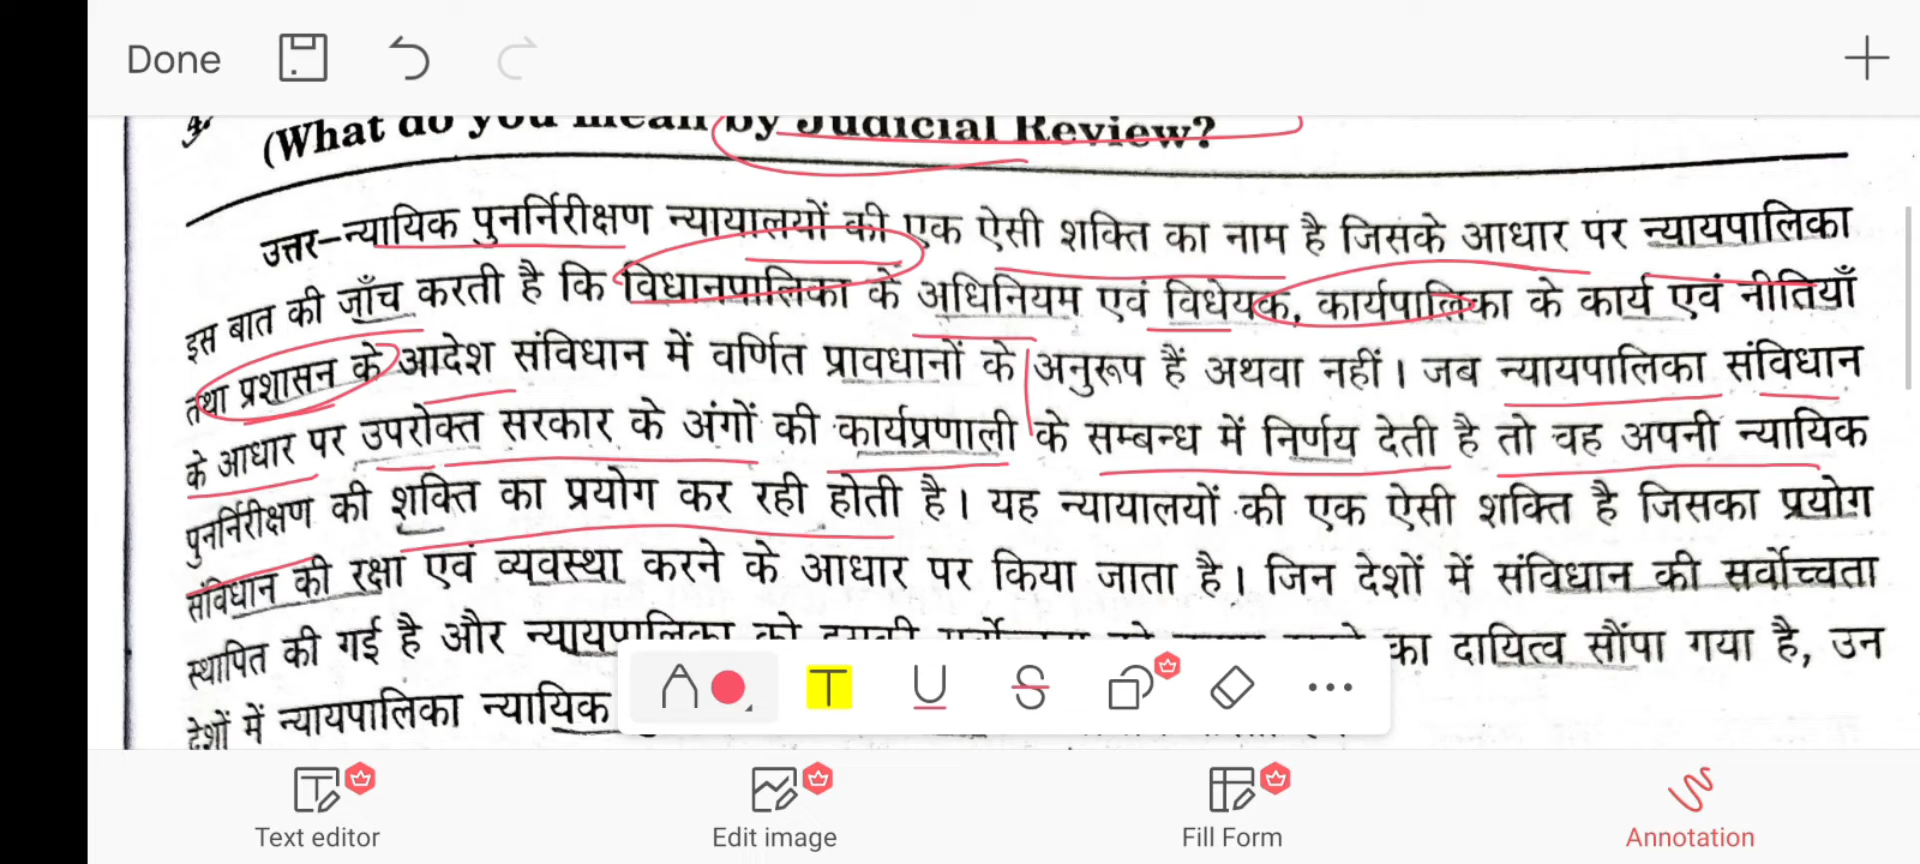 Done
(What do you mean by Judicial Review?
उत्तर–न्यायिक पुनर्निरीक्षण न्यायालयों की एक ऐसी शक्ति का नाम है जिसके आधार पर न्यायपालिका
इस बात की जाँच करती है कि विधानपालिका के अधिनियम एवं विधेयक, कार्यपालिका के कार्य एवं नीतियाँ
तथा प्रशासन के आदेश संविधान में वर्णित प्रावधानों के अनुरूप हैं अथवा नहीं। जब न्यायपालिका संविधान
के आधार पर उपरोक्त सरकार के अंगों की कार्यप्रणाली के सम्बन्ध में निर्णय देती है तो वह अपनी न्यायिक
पुनर्निरीक्षण की शक्ति का प्रयोग कर रही होती है। यह न्यायालयों की एक ऐसी शक्ति है जिसका प्रयोग
संविधान की रक्षा एवं व्यवस्था करने के आधार पर किया जाता है। जिन देशों में संविधान की सर्वोच्चता
स्थापित की गई है और न्यायपालिका को का दायित्व सौंपा गया है, उन
देशों में न्यायपालिका न्यायिक
Text editor
Edit image
Fill Form
Annotation